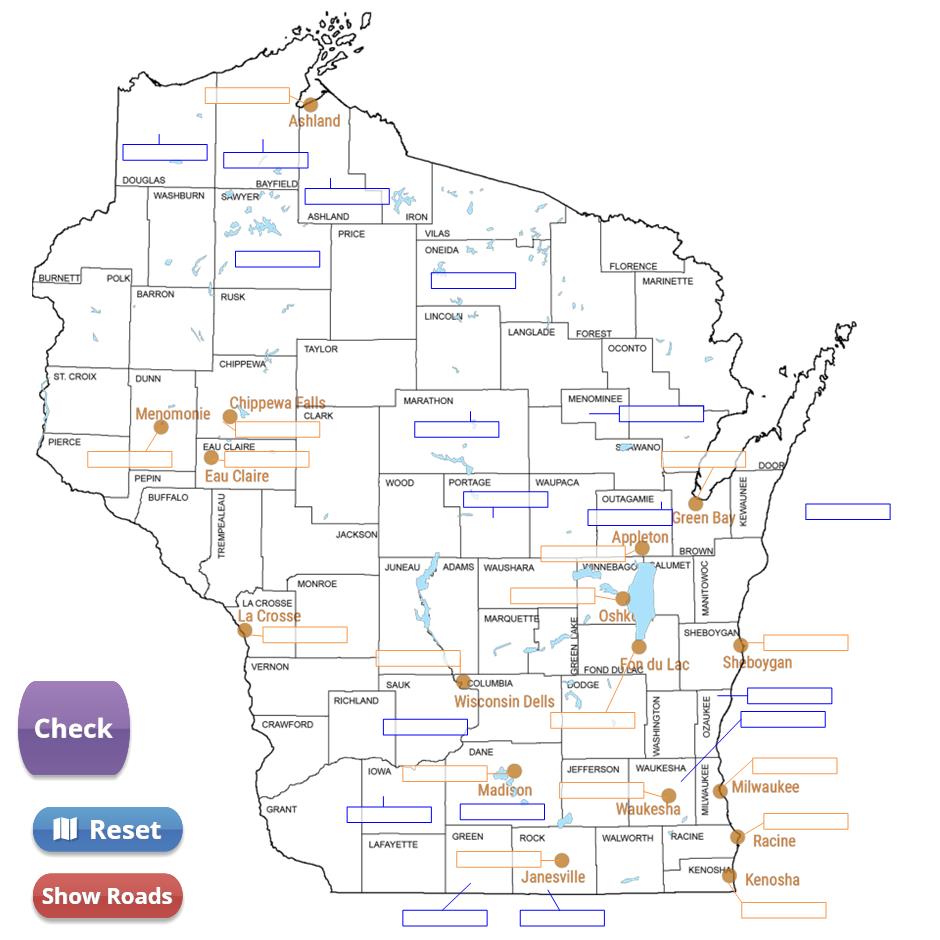 Ashland
DOUGLAS
BAYFIELD
WASHBURN
SAWYER
ASHLAND
IRON
PRICE
VILAS
ONEIDA
FLORENCE
BURNETT
POLK
MARINETTE
BARRON
RUSK
LINCOLN
LANGLADE
FOREST
TAYLOR
OCONTO
CHIPPEWA
ST. CROIX
DUNN
MENOMINEE
MARATHON
Chippewa Falls
Menomonie
CLARK
PIERCE
EAU CLAIRE
DOOR
PEPIN
Eau Claire
WOOD
PORTAGE
WAUPACA
BUFFALO
OUTAGAMIE
KEWAUNEE
TREMPEALEAU
Green Bay
JACKSON
Appleton
BROWN
JUNEAU
ADAMS
WAUSHARA
WINNEBAGO
MANITOWOC
MONROE
LA CROSSE
La Crosse
MARQUETTE
GREEN LAKE
SHEBOYGAN
Fon du Lac
Sheboygan
VERNON
FOND DU LAC
SAUK
COLUMBIA
DODGE
Wisconsin Dells
RICHLAND
OZAUKEE
WASHINGTON
CRAWFORD
Check
DANE
IOWA
JEFFERSON
WAUKESHA
MILWAUKEE
Madison
Milwaukee
GRANT
Waukesha
Reset
GREEN
ROCK
WALWORTH
RACINE
Racine
LAFAYETTE
KENOSHA
Janesville
Kenosha
Show Roads